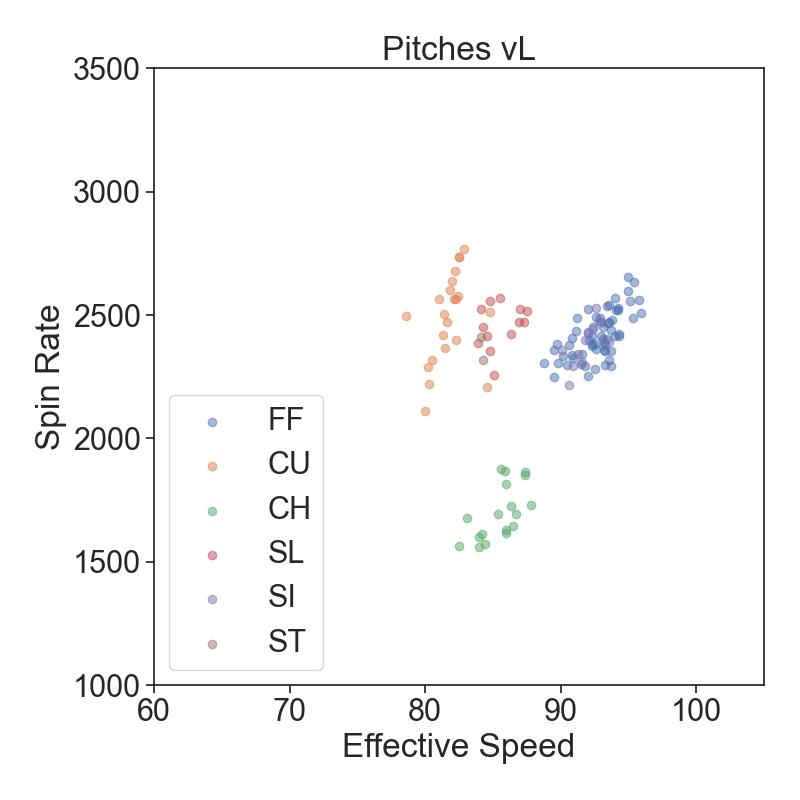 Pitches vL
3500
3000
2500
2000
1500
1000
Spin Rate
FF
CU
CH
SL
SI
ST
60 70 80 90 100
Effective Speed